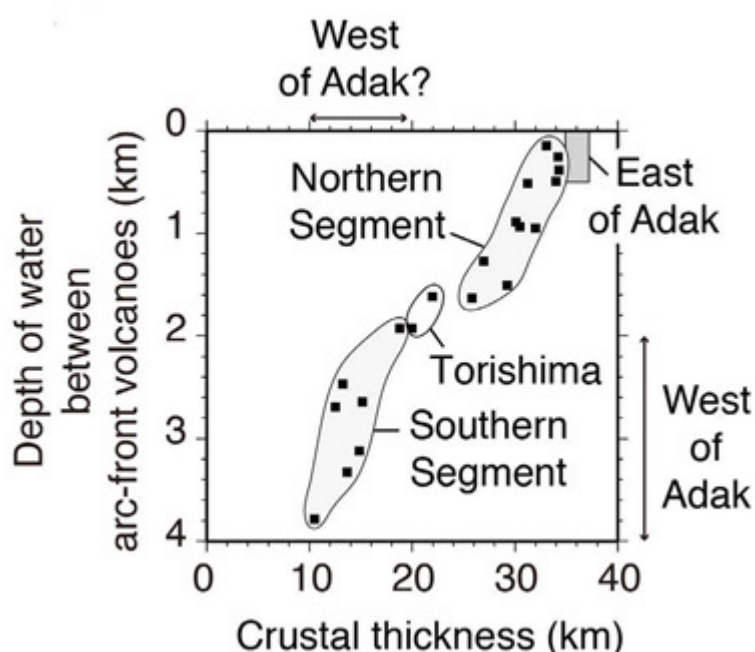 West
of Adak?
0
1
2
3
4
Depth of water
between
arc-front volcanoes (km)
Northern
Segment
East
of Adak
Torishima
Southern
Segment
West
of
Adak
0
10
20
30
40
Crustal thickness (km)